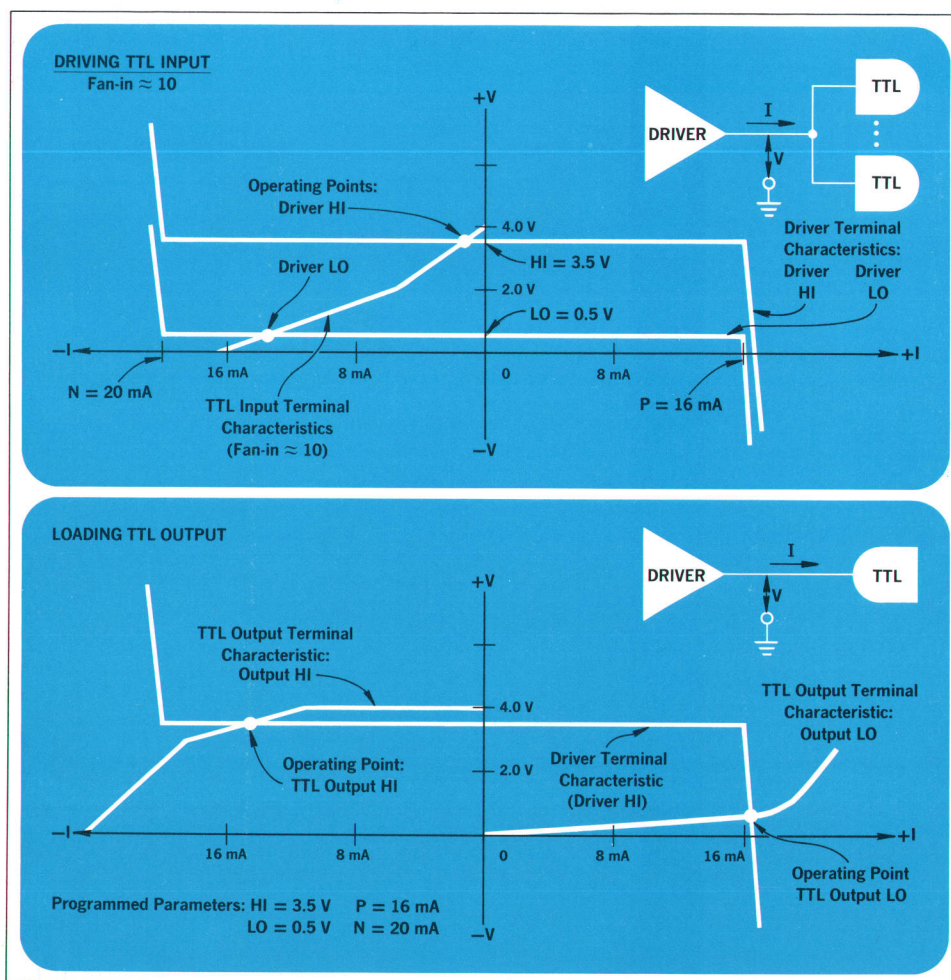 DRIVING TTL INPUT
Fan-in ≈ 10
+V
I
DRIVER
V
TTL
TTL
Operating Points:
Driver HI
4.0 V
Driver Terminal
Characteristics:
Driver Driver
HI LO
HI = 3.5 V
Driver LO
2.0 V
LO = 0.5 V
–I
+I
16 mA
8 mA
0
8 mA
N = 20 mA
P = 16 mA
TTL Input Terminal
Characteristics
(Fan-in ≈ 10)
–V
LOADING TTL OUTPUT
+V
I
DRIVER
V
TTL
TTL Output Terminal
Characteristic:
Output HI
TTL Output Terminal
Characteristic:
Output LO
4.0 V
Operating Point:
TTL Output HI
2.0 V
Driver Terminal
Characteristic
(Driver HI)
–I
+I
16 mA
8 mA
0
8 mA
16 mA
Operating Point
TTL Output LO
Programmed Parameters: HI = 3.5 V P = 16 mA
LO = 0.5 V N = 20 mA
–V